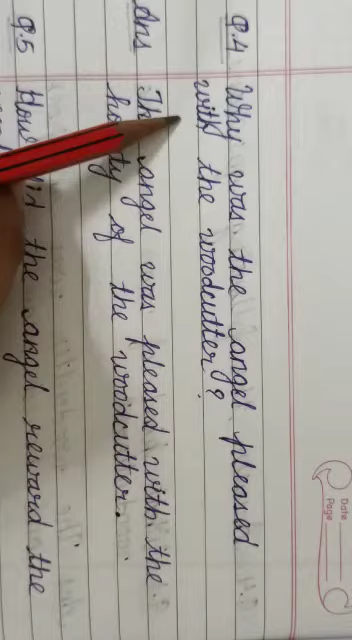 Date
Page
Q.4 Why was the angel pleased
with the woodcutter?
Ans The angel was pleased with the
of the woodcutter.
Q.5 How did the angel reward the